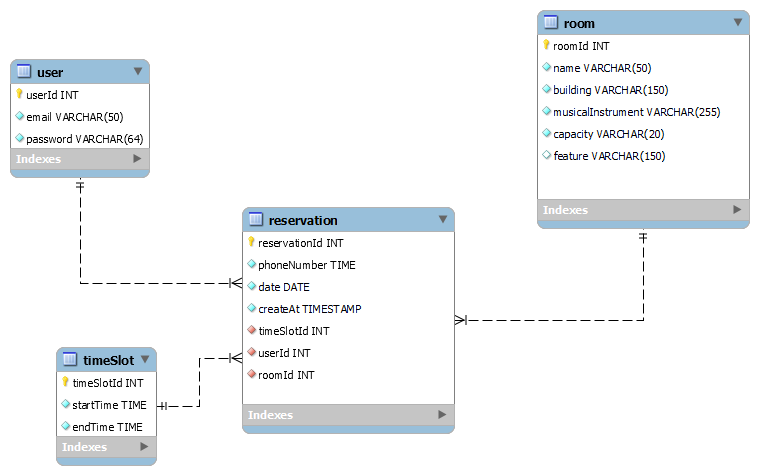 user
userId INT
email VARCHAR(50)
password VARCHAR(64)
Indexes
room
roomId INT
name VARCHAR(50)
building VARCHAR(150)
musicalInstrument VARCHAR(255)
capacity VARCHAR(20)
feature VARCHAR(150)
Indexes
reservation
reservationId INT
phoneNumber TIME
date DATE
createAt TIMESTAMP
timeSlotId INT
userId INT
roomId INT
Indexes
timeSlot
timeSlotId INT
startTime TIME
endTime TIME
Indexes